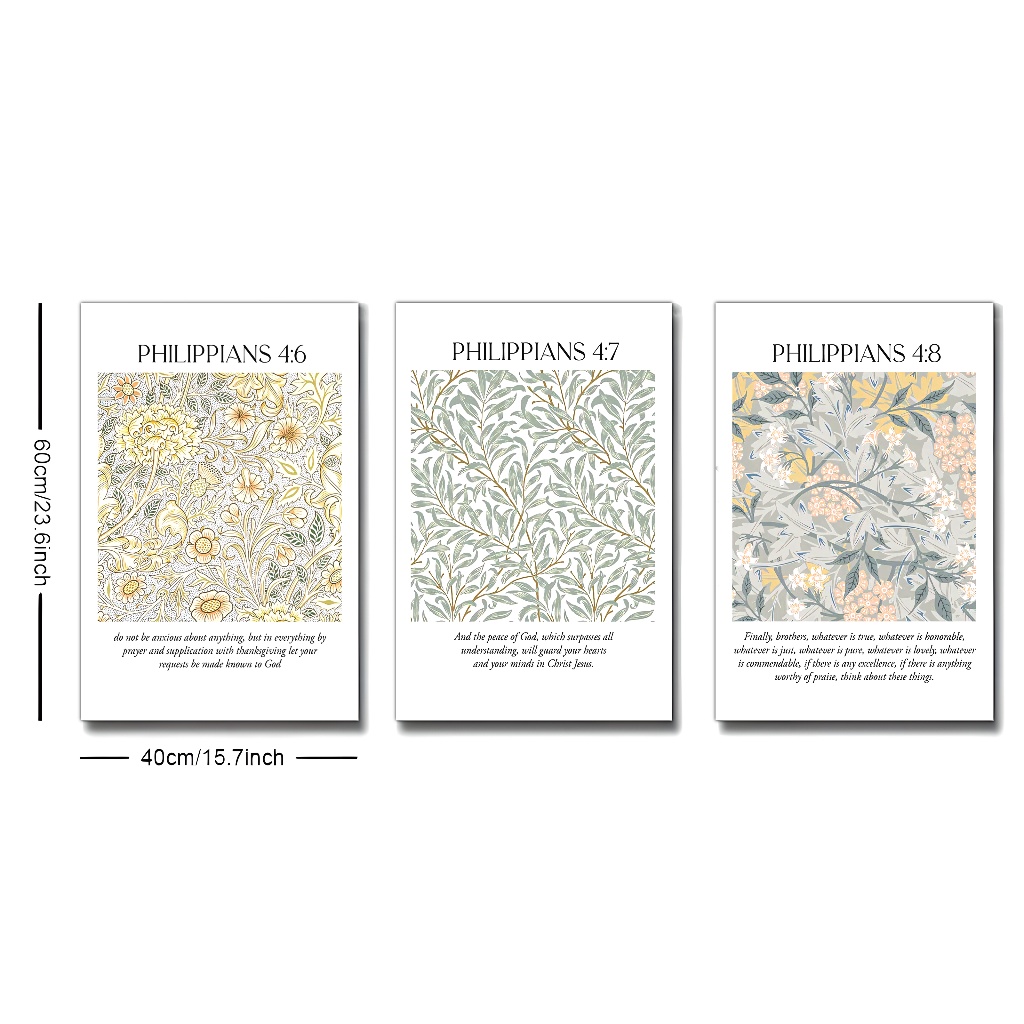 PHILIPPIANS 4:6
do not be anxious about anything, but in everything by
prayer and supplication with thanksgiving let your
requests be made known to God
PHILIPPIANS 4:7
And the peace of God, which surpasses all
understanding, will guard your hearts
and your minds in Christ Jesus.
PHILIPPIANS 4:8
Finally, brothers, whatever is true, whatever is honorable,
whatever is just, whatever is pure, whatever is lovely, whatever
is commendable, if there is any excellence, if there is anything
worthy of praise, think about these things.
60cm/23.6inch
40cm/15.7inch